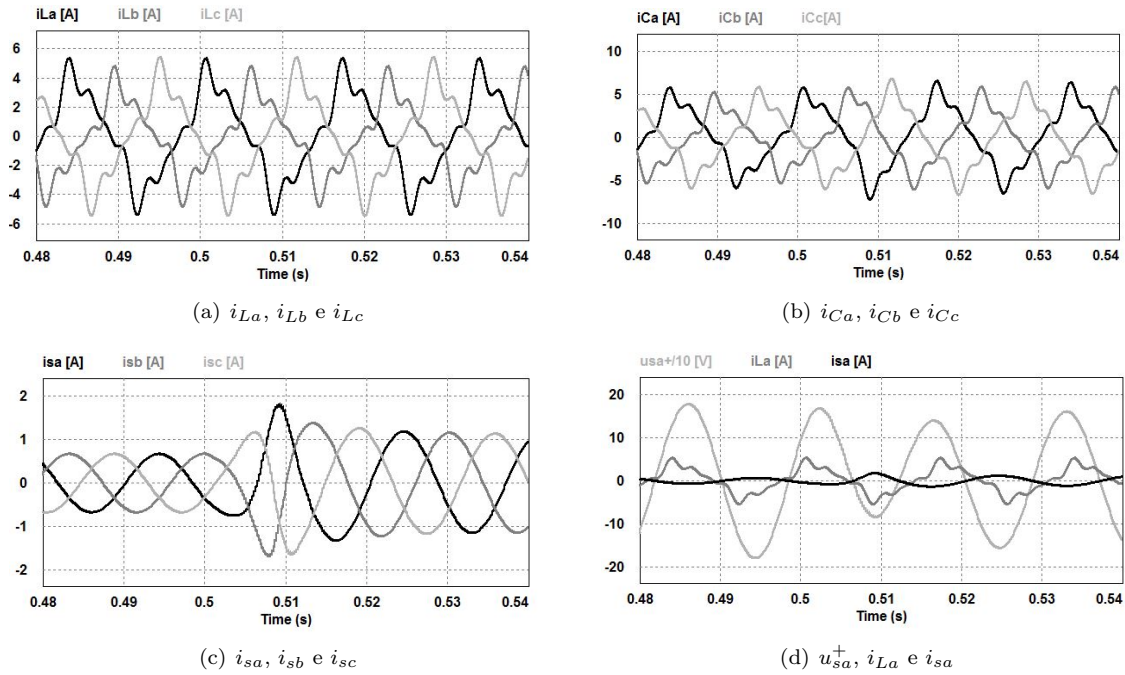 iLa [A] iLb [A] iLc [A]
6
4
2
0
-2
-4
-6
0.48 0.49 0.5 0.51 0.52 0.53 0.54
Time (s)
(a) iLa, iLb e iLc
iCa [A] iCb [A] iCc[A]
10
5
0
-5
-10
0.48 0.49 0.5 0.51 0.52 0.53 0.54
Time (s)
(b) iCa, iCb e iCc
isa [A] isb [A] isc [A]
2
1
0
-1
-2
0.48 0.49 0.5 0.51 0.52 0.53 0.54
Time (s)
(c) isa, isb e isc
usa+/10 [V] iLa [A] isa [A]
20
10
0
-10
-20
0.48 0.49 0.5 0.51 0.52 0.53 0.54
Time (s)
(d) u+sa, iLa e isa